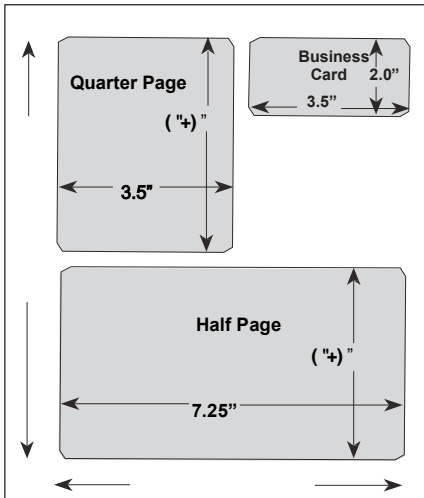 Quarter Page
( "+) ”
3.5"
Business
Card 2.0”
3.5”
Half Page
( "+) ”
7.25”